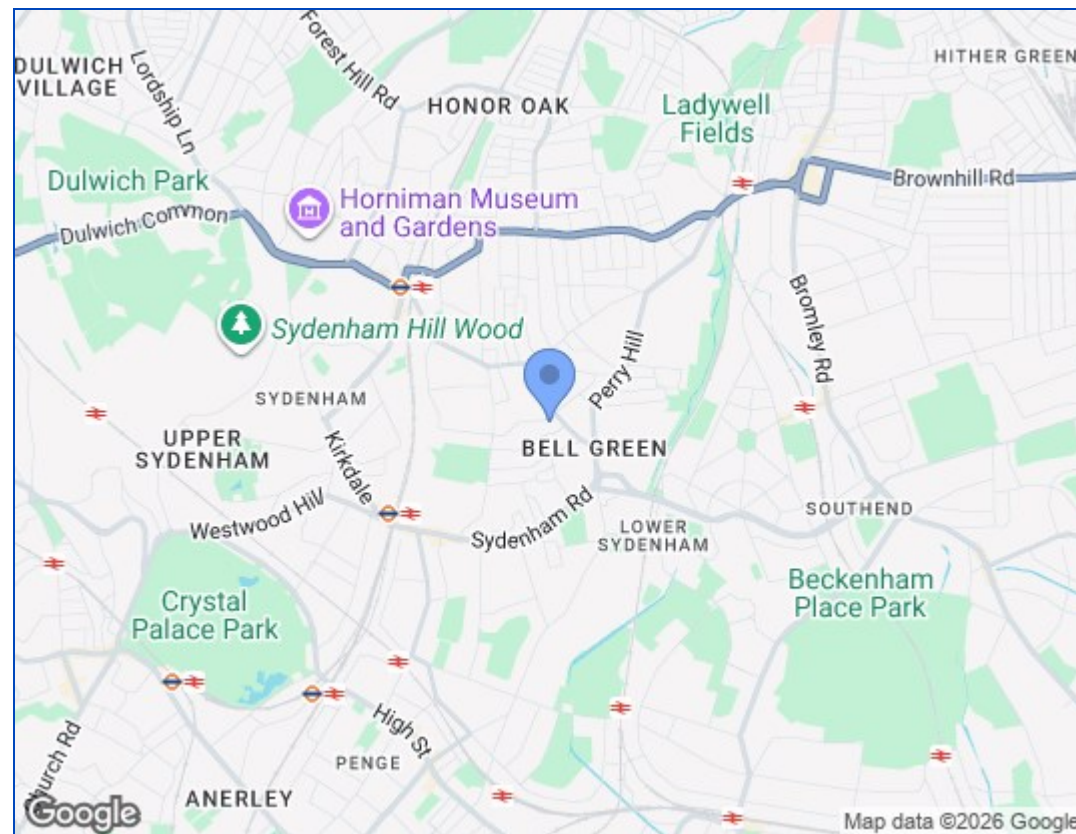 DULWICH
VILLAGE
Lordship Ln
Forest Hill Rd
HONOR OAK
Ladywell
Fields
HITHER GREEN
Dulwich Park
Horniman Museum
and Gardens
Brownhill Rd
Dulwich Common
Sydenham Hill Wood
Bromley Rd
Perry Hill
SYDENHAM
UPPER
SYDENHAM
Kirkdale
BELL GREEN
Westwood Hill
Sydenham Rd
LOWER
SYDENHAM
SOUTHEND
Crystal
Palace Park
Beckenham
Place Park
High St
PENGE
Church Rd
ANERLEY
Google
Map data ©2026 Google